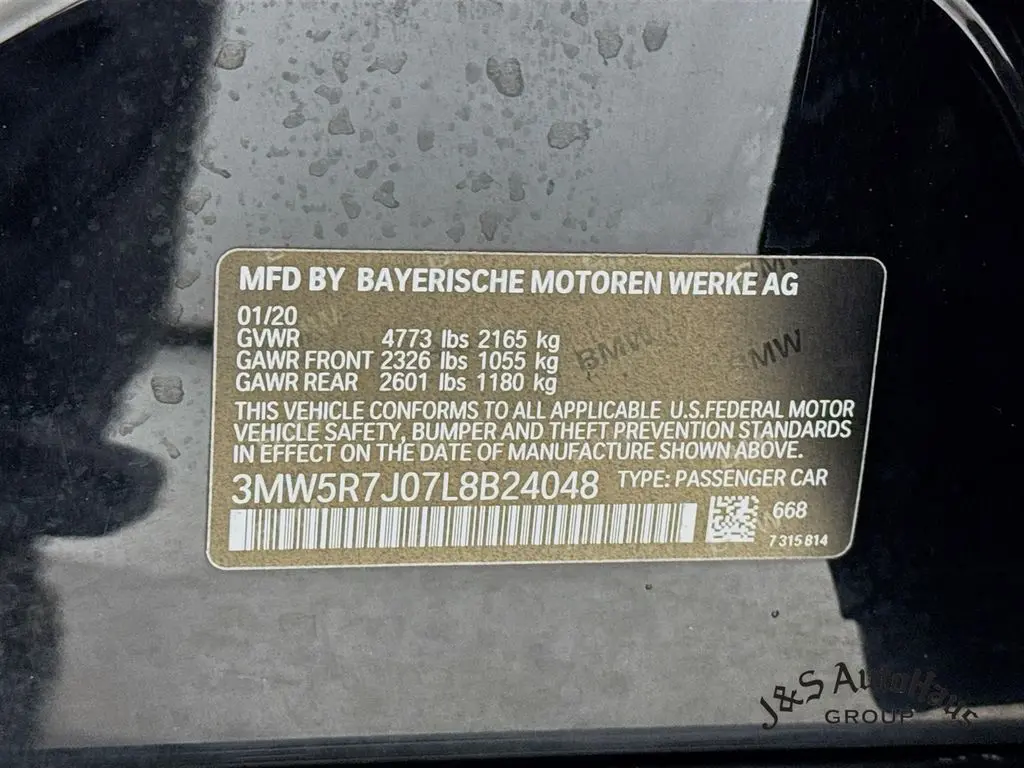 MFD BY BAYERISCHE MOTOREN WERKE AG
01/20
GVWR 4773 lbs 2165 kg
GAWR FRONT 2326 lbs 1055 kg
GAWR REAR 2601 lbs 1180 kg
BMW
BMW
THIS VEHICLE CONFORMS TO ALL APPLICABLE U.S.FEDERAL MOTOR
VEHICLE SAFETY, BUMPER AND THEFT PREVENTION STANDARDS
IN EFFECT ON THE DATE OF MANUFACTURE SHOWN ABOVE.
3MW5R7J07L8B24048 TYPE: PASSENGER CAR
668
7 315 814
J&S AutoHaus
GROUP